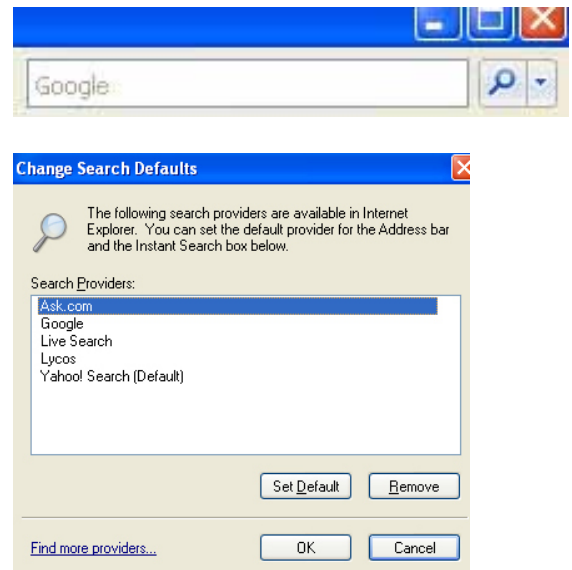 Google
Change Search Defaults
The following search providers are available in Internet
Explorer. You can set the default provider for the Address bar
and the Instant Search box below.
Search Providers:
Ask.com
Google
Live Search
Lycos
Yahoo! Search (Default)
Set Default Remove
Find more providers... OK Cancel